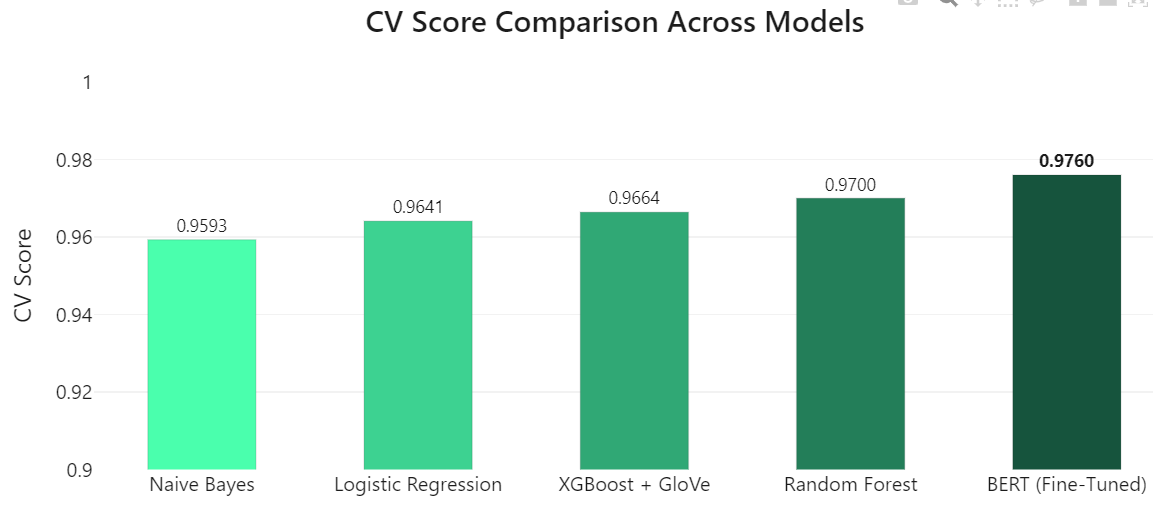 CV Score Comparison Across Models
CV Score
1
0.98
0.96
0.94
0.92
0.9
0.9593
0.9641
0.9664
0.9700
0.9760
Naive Bayes
Logistic Regression
XGBoost + GloVe
Random Forest
BERT (Fine-Tuned)